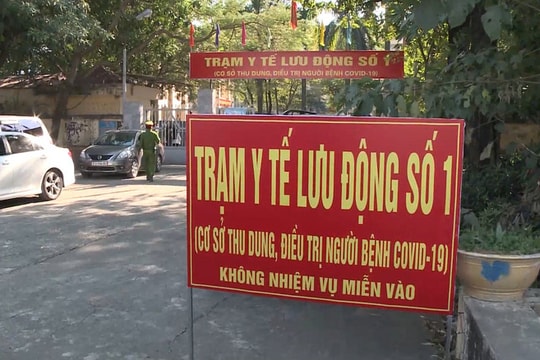 TRẠM Y TẾ LƯU ĐỘNG SỐ 1
(CƠ SỞ THU DUNG, ĐIỀU TRỊ NGƯỜI BỆNH COVID-19)
TRẠM Y TẾ LƯU ĐỘNG SỐ 1
(CƠ SỞ THU DUNG, ĐIỀU TRỊ NGƯỜI BỆNH COVID-19)
KHÔNG NHIỆM VỤ MIỄN VÀO